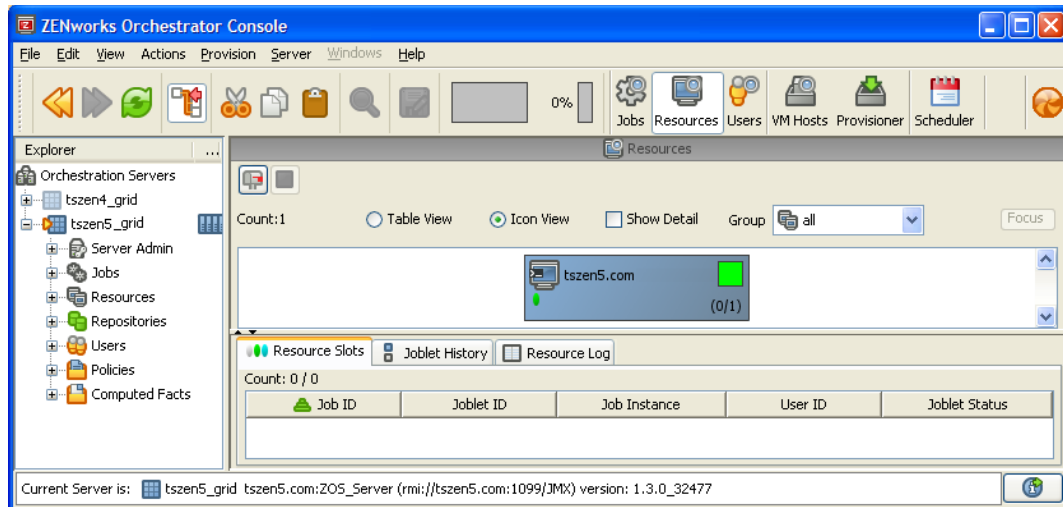 ZENworks Orchestrator Console
File Edit View Actions Provision Server Windows Help
0%
Jobs Resources Users VM Hosts Provisioner Scheduler
Explorer ...
Resources
Orchestration Servers
tszen4_grid
tszen5_grid
Server Admin
Jobs
Resources
Repositories
Users
Policies
Computed Facts
Count:1 Table View Icon View Show Detail Group all Focus
tszen5.com
(0/1)
Resource Slots Joblet History Resource Log
Count: 0 / 0
Job ID Joblet ID Job Instance User ID Joblet Status
Current Server is: tszen5_grid tszen5.com:ZOS_Server (rmi://tszen5.com:1099/JMX) version: 1.3.0_32477